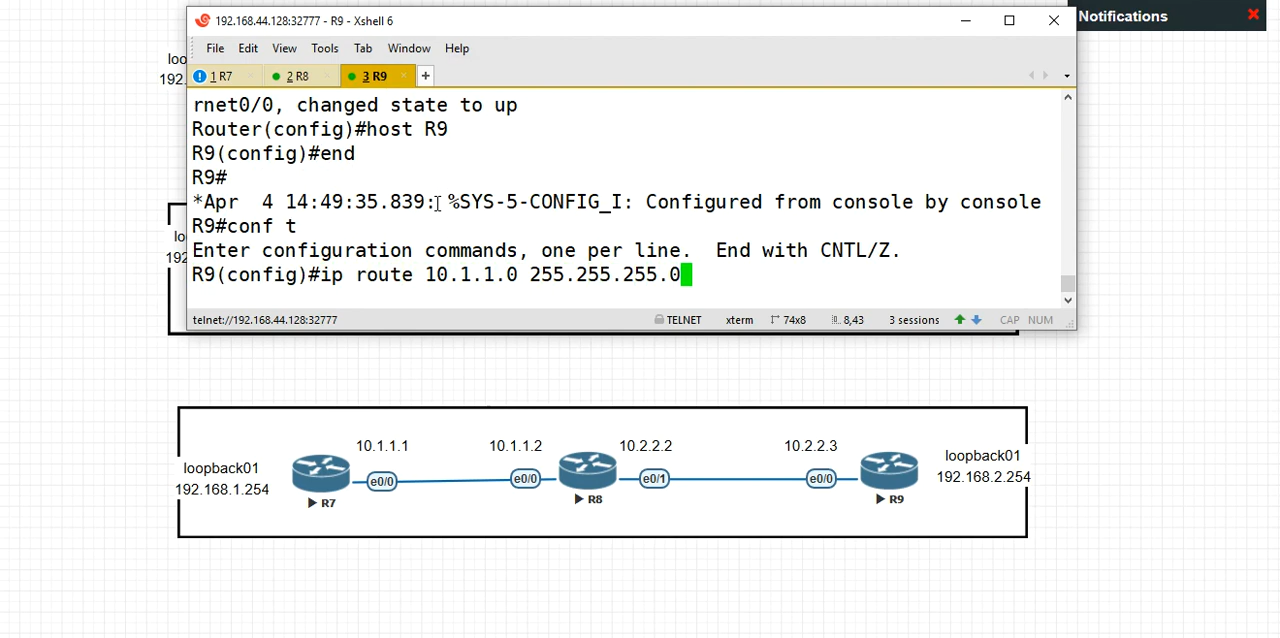 192.168.44.128:32777 - R9 - Xshell 6
Notifications
File Edit View Tools Tab Window Help
1 R7 2 R8 3 R9 +
rnet0/0, changed state to up
Router(config)#host R9
R9(config)#end
R9#
*Apr  4 14:49:35.839: %SYS-5-CONFIG_I: Configured from console by console
R9#conf t
Enter configuration commands, one per line.  End with CNTL/Z.
R9(config)#ip route 10.1.1.0 255.255.255.0
telnet://192.168.44.128:32777 TELNET xterm 74x8 8,43 3 sessions CAP NUM
loo
192.
lo
192
10.1.1.1 10.1.1.2 10.2.2.2 10.2.2.3
loopback01
192.168.1.254
loopback01
192.168.2.254
e0/0 e0/0 e0/1 e0/0
R7 R8 R9